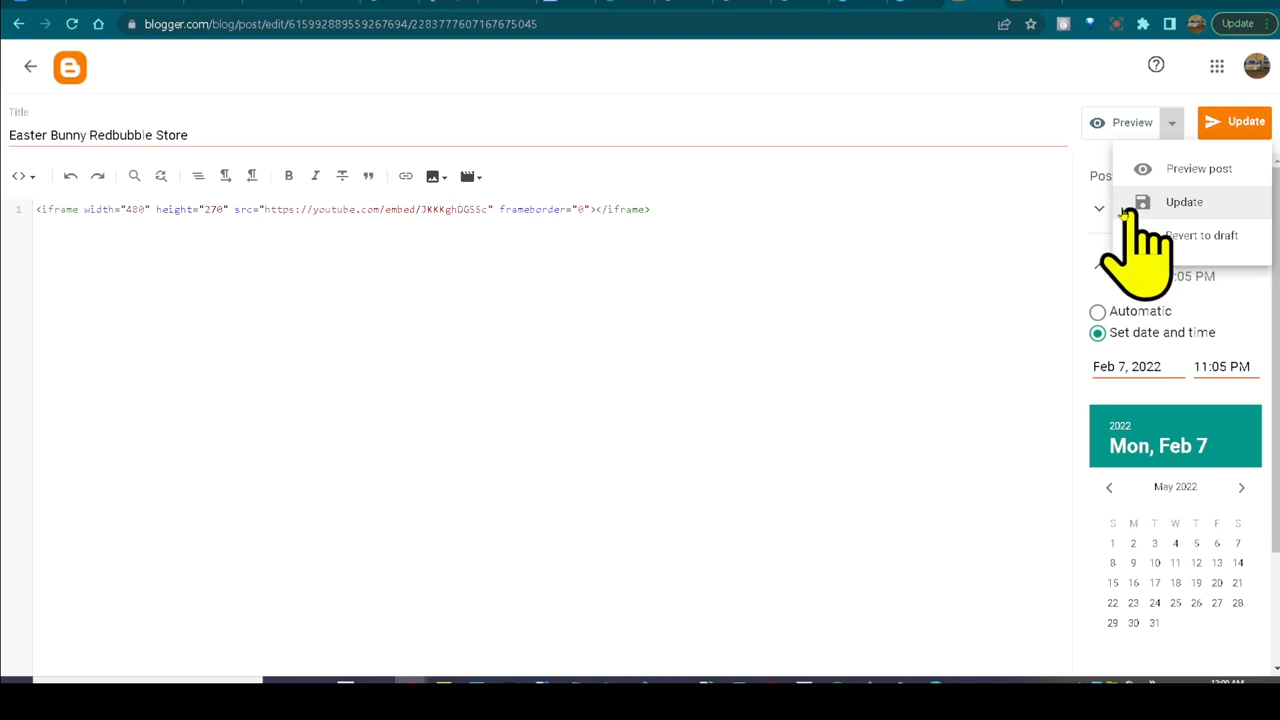 blogger.com/blog/post/edit/615992889559267694/2283777607167675045
Update
Title
Easter Bunny Redbubble Store
Preview
Update
Preview post
Update
Revert to draft
:05 PM
1 <iframe width="480" height="270" src="https://youtube.com/embed/JKKKghDGSSc" frameborder="0"></iframe>
Automatic
Set date and time
Feb 7, 2022 11:05 PM
2022
Mon, Feb 7
May 2022
S M T W T F S
1 2 3 4 5 6 7
8 9 10 11 12 13 14
15 16 17 18 19 20 21
22 23 24 25 26 27 28
29 30 31